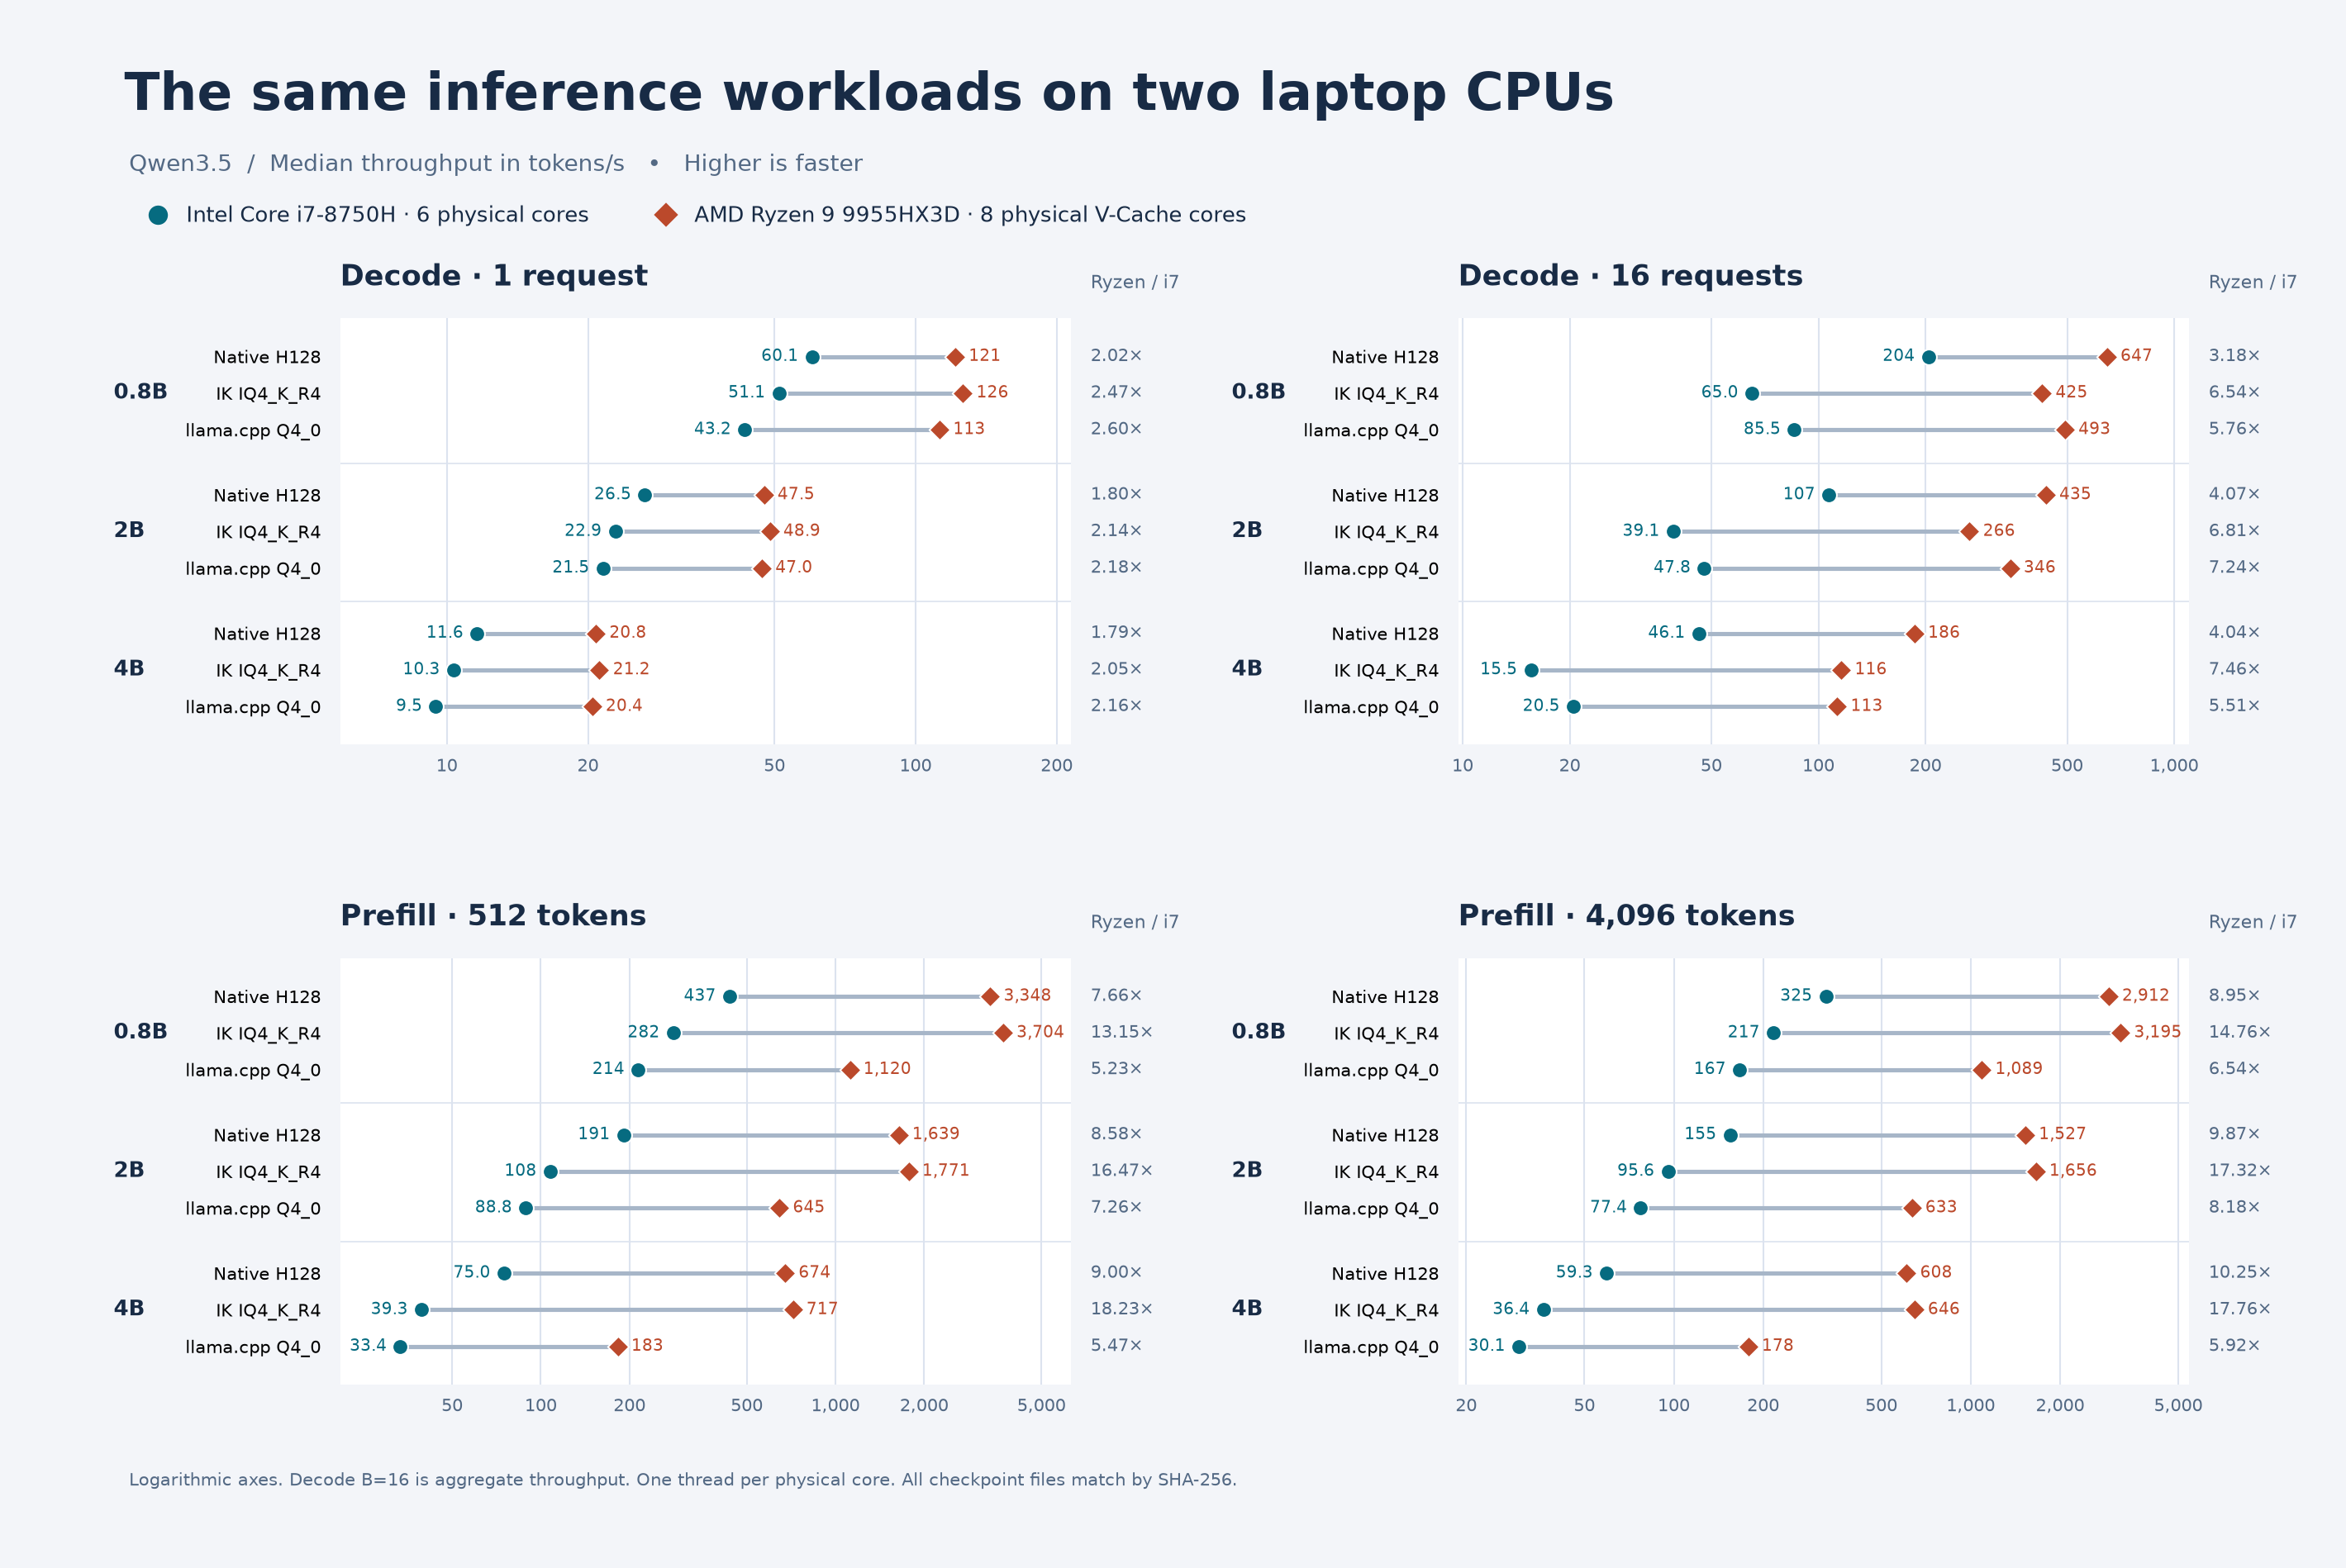 The same inference workloads on two laptop CPUs
Qwen3.5 / Median throughput in tokens/s • Higher is faster
Intel Core i7-8750H · 6 physical cores
AMD Ryzen 9 9955HX3D · 8 physical V-Cache cores
Decode · 1 request
Ryzen / i7
0.8B
Native H128 60.1 121 2.02×
IK IQ4_K_R4 51.1 126 2.47×
llama.cpp Q4_0 43.2 113 2.60×
2B
Native H128 26.5 47.5 1.80×
IK IQ4_K_R4 22.9 48.9 2.14×
llama.cpp Q4_0 21.5 47.0 2.18×
4B
Native H128 11.6 20.8 1.79×
IK IQ4_K_R4 10.3 21.2 2.05×
llama.cpp Q4_0 9.5 20.4 2.16×
10 20 50 100 200
Decode · 16 requests
Ryzen / i7
0.8B
Native H128 204 647 3.18×
IK IQ4_K_R4 65.0 425 6.54×
llama.cpp Q4_0 85.5 493 5.76×
2B
Native H128 107 435 4.07×
IK IQ4_K_R4 39.1 266 6.81×
llama.cpp Q4_0 47.8 346 7.24×
4B
Native H128 46.1 186 4.04×
IK IQ4_K_R4 15.5 116 7.46×
llama.cpp Q4_0 20.5 113 5.51×
10 20 50 100 200 500 1,000
Prefill · 512 tokens
Ryzen / i7
0.8B
Native H128 437 3,348 7.66×
IK IQ4_K_R4 282 3,704 13.15×
llama.cpp Q4_0 214 1,120 5.23×
2B
Native H128 191 1,639 8.58×
IK IQ4_K_R4 108 1,771 16.47×
llama.cpp Q4_0 88.8 645 7.26×
4B
Native H128 75.0 674 9.00×
IK IQ4_K_R4 39.3 717 18.23×
llama.cpp Q4_0 33.4 183 5.47×
50 100 200 500 1,000 2,000 5,000
Prefill · 4,096 tokens
Ryzen / i7
0.8B
Native H128 325 2,912 8.95×
IK IQ4_K_R4 217 3,195 14.76×
llama.cpp Q4_0 167 1,089 6.54×
2B
Native H128 155 1,527 9.87×
IK IQ4_K_R4 95.6 1,656 17.32×
llama.cpp Q4_0 77.4 633 8.18×
4B
Native H128 59.3 608 10.25×
IK IQ4_K_R4 36.4 646 17.76×
llama.cpp Q4_0 30.1 178 5.92×
20 50 100 200 500 1,000 2,000 5,000
Logarithmic axes. Decode B=16 is aggregate throughput. One thread per physical core. All checkpoint files match by SHA-256.